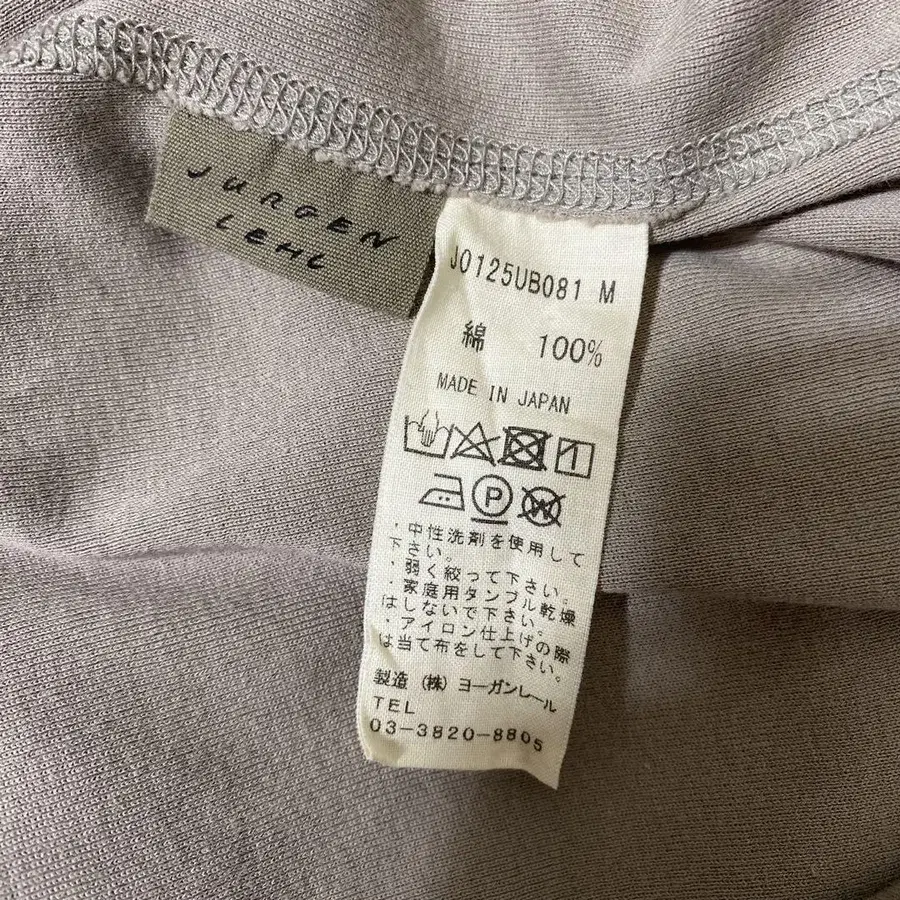 JURGEN
LEHL
J0125UB081 M
綿 100%
MADE IN JAPAN
1
P
W
・中性洗剤を使用して
下さい。
・弱く絞って下さい。
・家庭用タンブル乾燥
はしないで下さい。
・アイロン仕上げの際
は当て布をして下さい。
製造 (株) ヨーガンレール
TEL
03-3820-8805